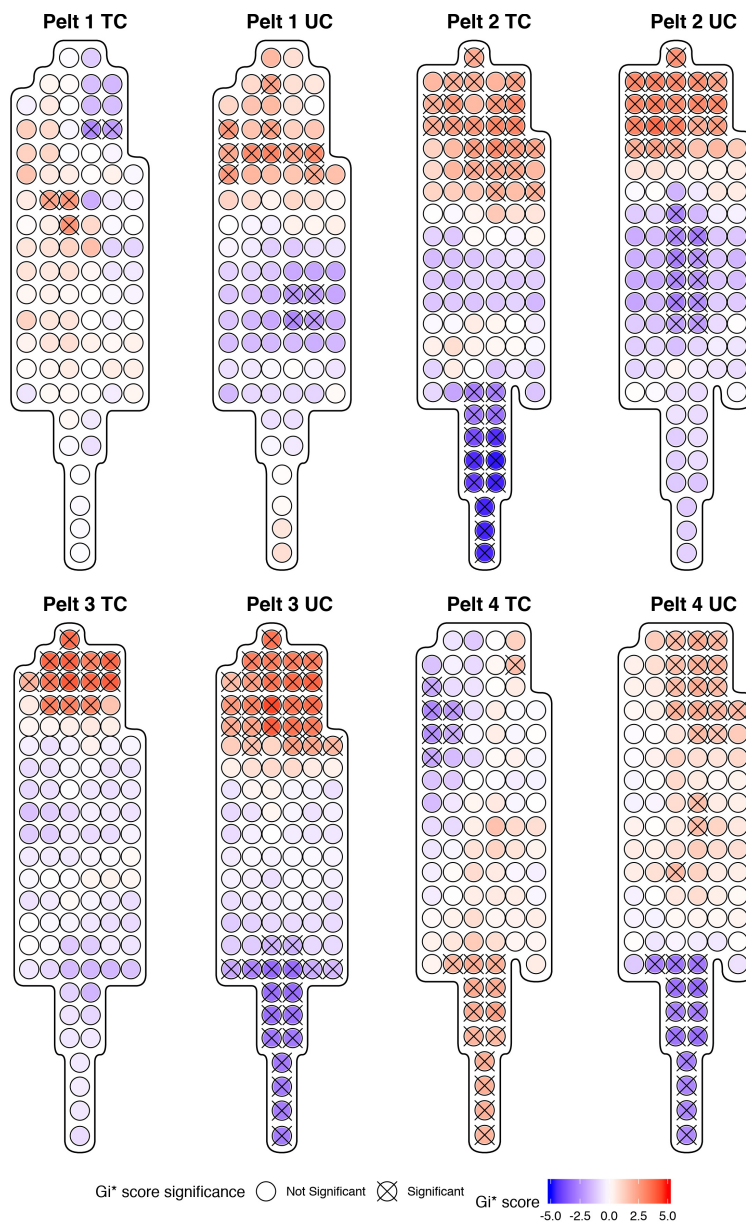 Pelt 1 TC
Pelt 1 UC
Pelt 2 TC
Pelt 2 UC
Pelt 3 TC
Pelt 3 UC
Pelt 4 TC
Pelt 4 UC
Gi* score significance Not Significant Significant Gi* score
-5.0 -2.5 0.0 2.5 5.0